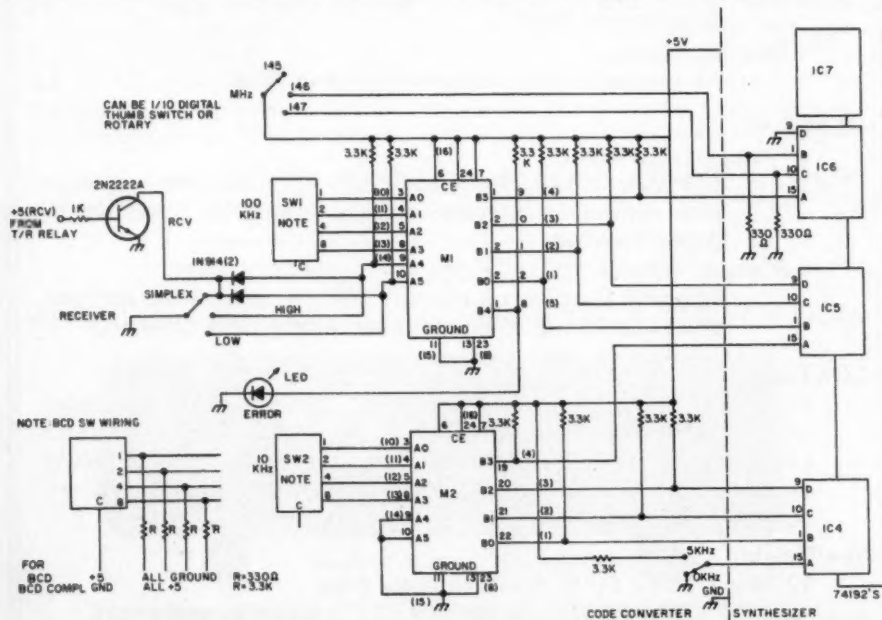 +5V
145
146
147
MHz
CAN BE 1/10 DIGITAL
THUMB SWITCH OR
ROTARY
IC7
9
D
1
B
10
C
15
A
IC6
330
Ω
330Ω
3.3K
3.3K
(16)
6
24
7
CE
3.3
K
3.3K
3.3K
3.3K
3.3K
2N2222A
+5(RCV)
FROM
T/R RELAY
1K
RCV
100
KHz
SW1
NOTE
C
1
2
4
8
(10)
3
A0
(11)
4
A1
(12)
5
A2
(13)
8
A3
(14)
9
A4
10
A5
M1
1
9
(4)
B3
2
0
(3)
B2
2
1
(2)
B1
2
2
(1)
B0
1
8
(5)
B4
GROUND
11
(15)
13
23
(8)
1N914(2)
SIMPLEX
RECEIVER
HIGH
LOW
9
D
10
C
1
B
15
A
IC5
LED
ERROR
NOTE: BCD SW WIRING
1
2
4
8
C
R
R
R
R
FOR
BCD
BCD COMPL
+5
GND
ALL GROUND
ALL +5
R=330Ω
R=3.3K
10
KHz
SW2
NOTE
C
1
2
4
8
(10)
3
A0
(11)
4
A1
(12)
5
A2
(13)
8
A3
(14)
9
A4
10
A5
6
(16)
24
7
CE
M2
3.3K
3.3K
3.3K
B3
19
(4)
B2
20
(3)
B1
21
(2)
B0
22
(1)
GROUND
11
(15)
13
23
(8)
3.3K
5KHz
0KHz
GND
9
D
10
C
1
B
15
A
IC4
74192'S
CODE CONVERTER
SYNTHESIZER